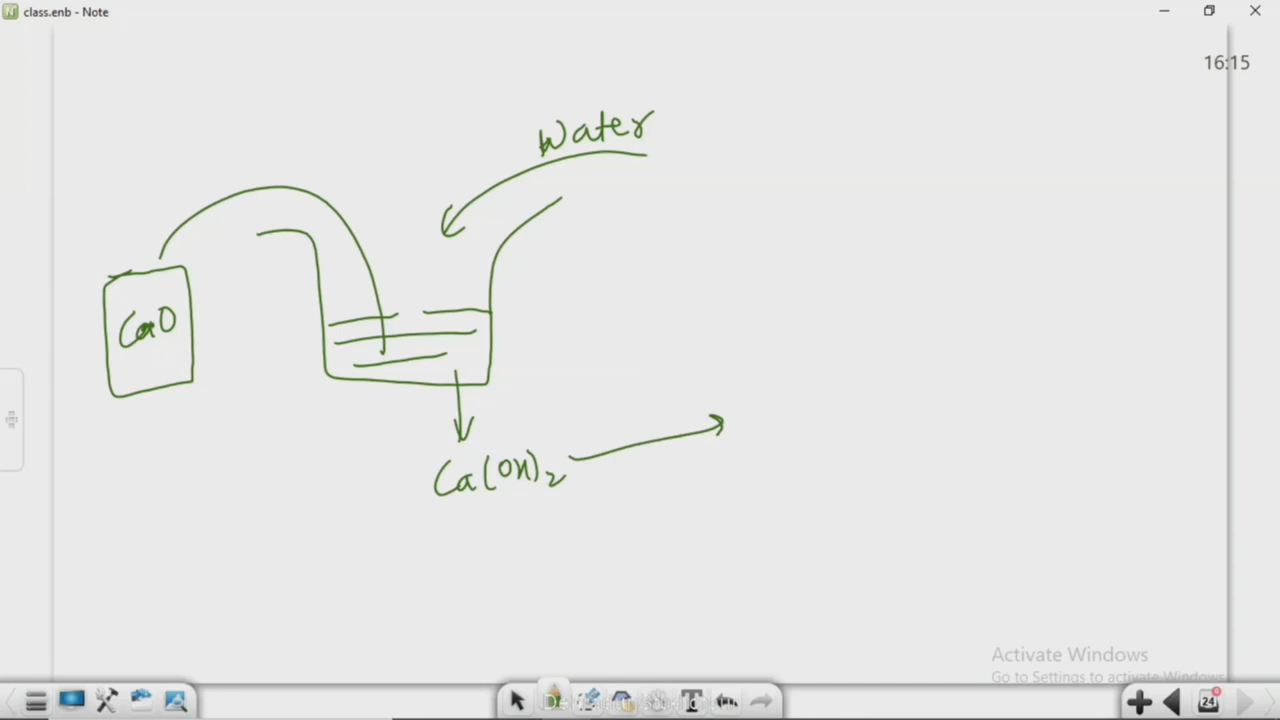 class.enb - Note
16:15
Water
CaO
Ca(OH)2
Activate Windows
Go to Settings to activate Windows.
24